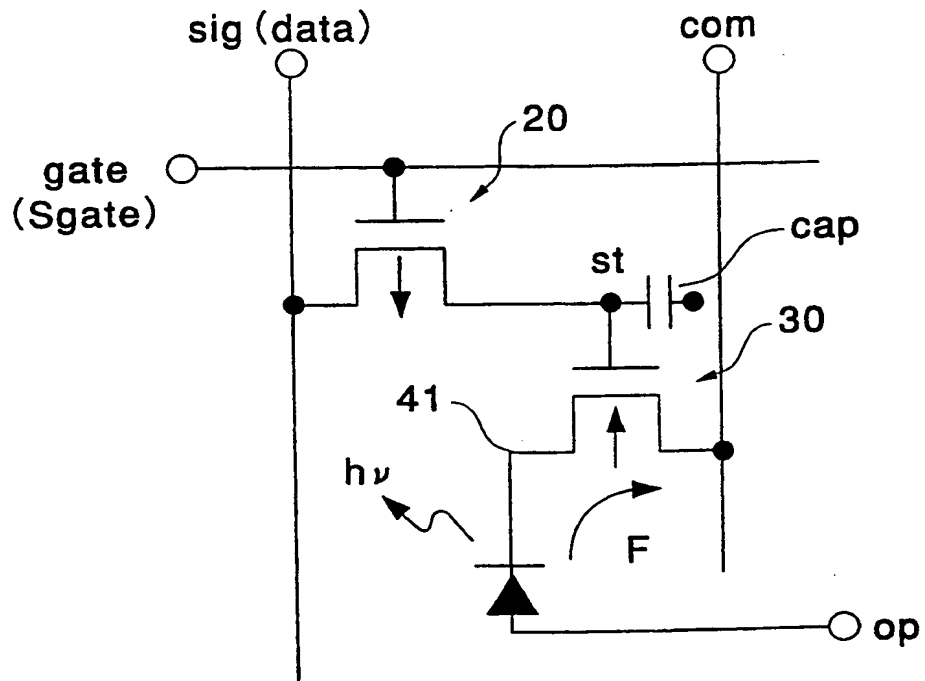 sig (data)
com
20
gate
(Sgate)
cap
st
30
41
hν
F
op